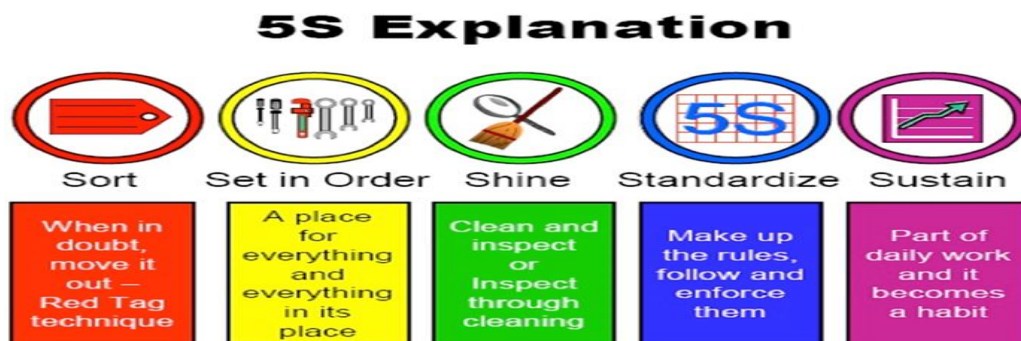 5S Explanation
5S
Sort
Set in Order
Shine
Standardize
Sustain
When in
doubt,
move it
out –
Red Tag
technique
A place
for
everything
and
everything
in its
place
Clean and
inspect
or
Inspect
through
cleaning
Make up
the rules,
follow and
enforce
them
Part of
daily work
and it
becomes
a habit